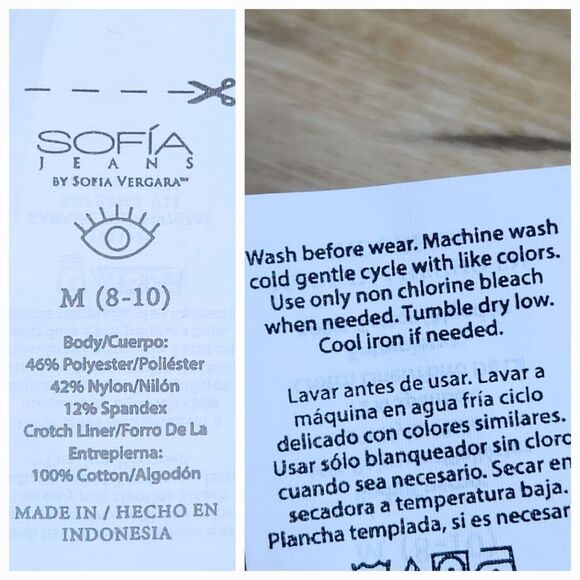 SOFÍA
JEANS
BY SOFIA VERGARA™
M (8-10)
Body/Cuerpo:
46% Polyester/Poliéster
42% Nylon/Nilón
12% Spandex
Crotch Liner/Forro De La
Entrepierna:
100% Cotton/Algodón
MADE IN / HECHO EN
INDONESIA
Wash before wear. Machine wash
cold gentle cycle with like colors.
Use only non chlorine bleach
when needed. Tumble dry low.
Cool iron if needed.
Lavar antes de usar. Lavar a
máquina en agua fría ciclo
delicado con colores similares.
Usar sólo blanqueador sin cloro
cuando sea necesario. Secar en
secadora a temperatura baja.
Plancha templada, si es necesar